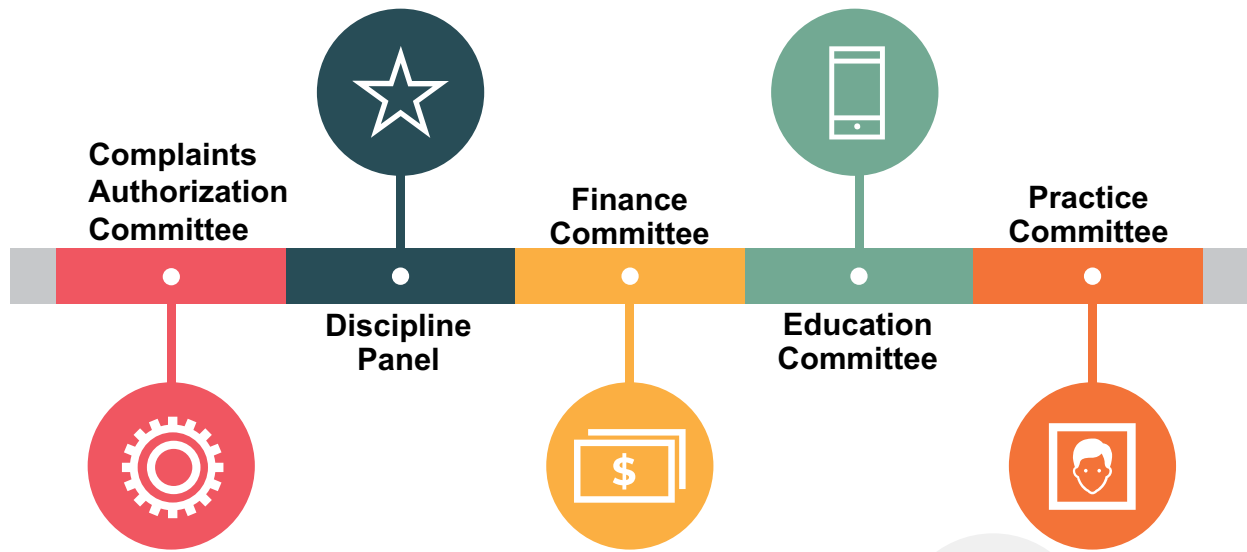 Complaints
Authorization
Committee
Discipline
Panel
Finance
Committee
$
Education
Committee
Practice
Committee